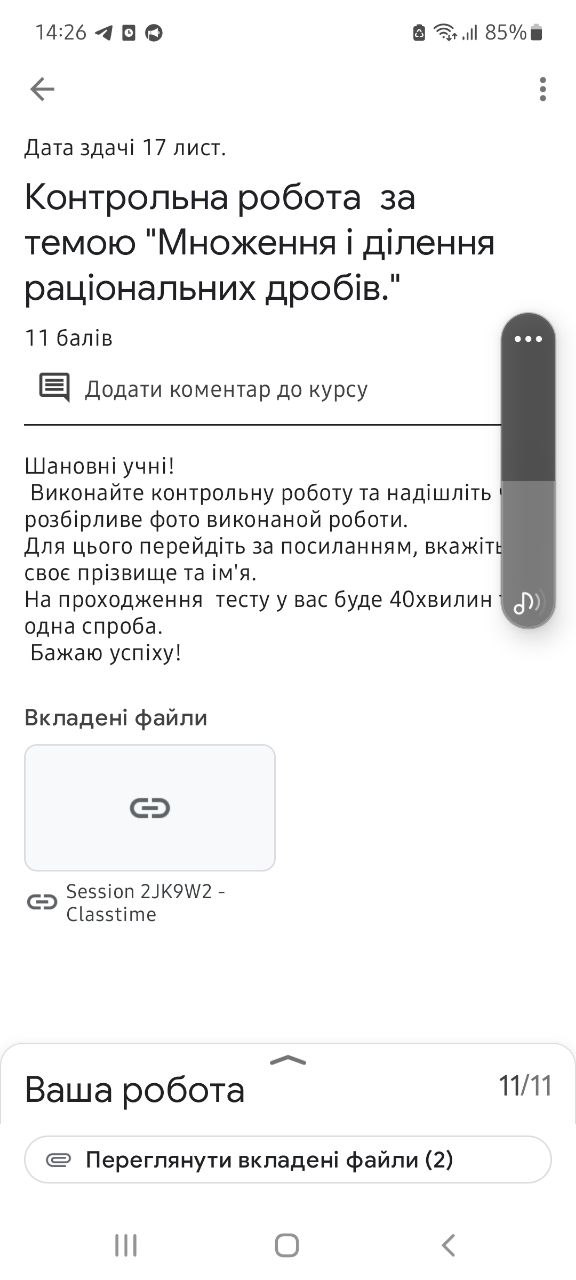 14:26
85%
Дата здачі 17 лист.
Контрольна робота за
темою "Множення і ділення
раціональних дробів."
11 балів
Додати коментар до курсу
Шановні учні!
Виконайте контрольну роботу та надішліть
розбірливе фото виконаної роботи.
Для цього перейдіть за посиланням, вкажіть
своє прізвище та ім'я.
На проходження тесту у вас буде 40хвилин
одна спроба.
Бажаю успіху!
Вкладені файли
Session 2JK9W2 -
Classtime
Ваша робота
11/11
Переглянути вкладені файли (2)